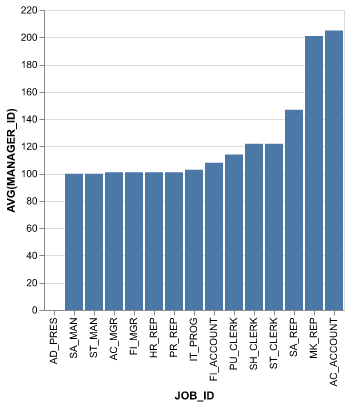 AVG(MANAGER_ID)
220
200
180
160
140
120
100
80
60
40
20
0
AD_PRES
SA_MAN
ST_MAN
AC_MGR
FI_MGR
HR_REP
PR_REP
IT_PROG
FI_ACCOUNT
PU_CLERK
SH_CLERK
ST_CLERK
SA_REP
MK_REP
AC_ACCOUNT
JOB_ID